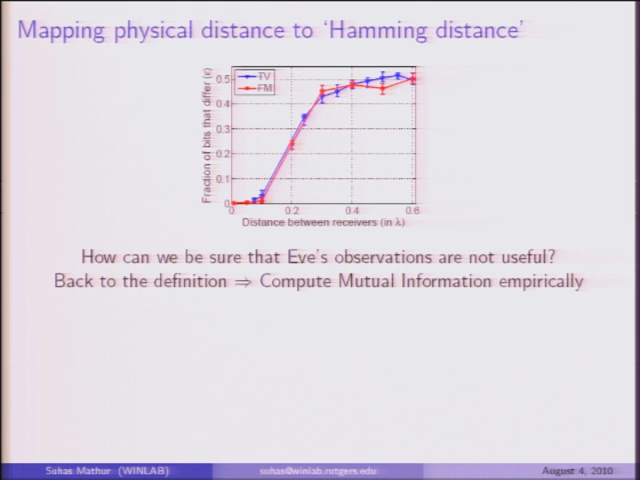 Mapping physical distance to ‘Hamming distance’
Fraction of bits that differ (ε)
0.5
0.4
0.3
0.2
0.1
0
TV
FM
0
0.2
0.4
0.6
Distance between receivers (in λ)
How can we be sure that Eve's observations are not useful?
Back to the definition ⇒ Compute Mutual Information empirically
Suhas Mathur (WINLAB)
suhas@winlab.rutgers.edu
August 4, 2010